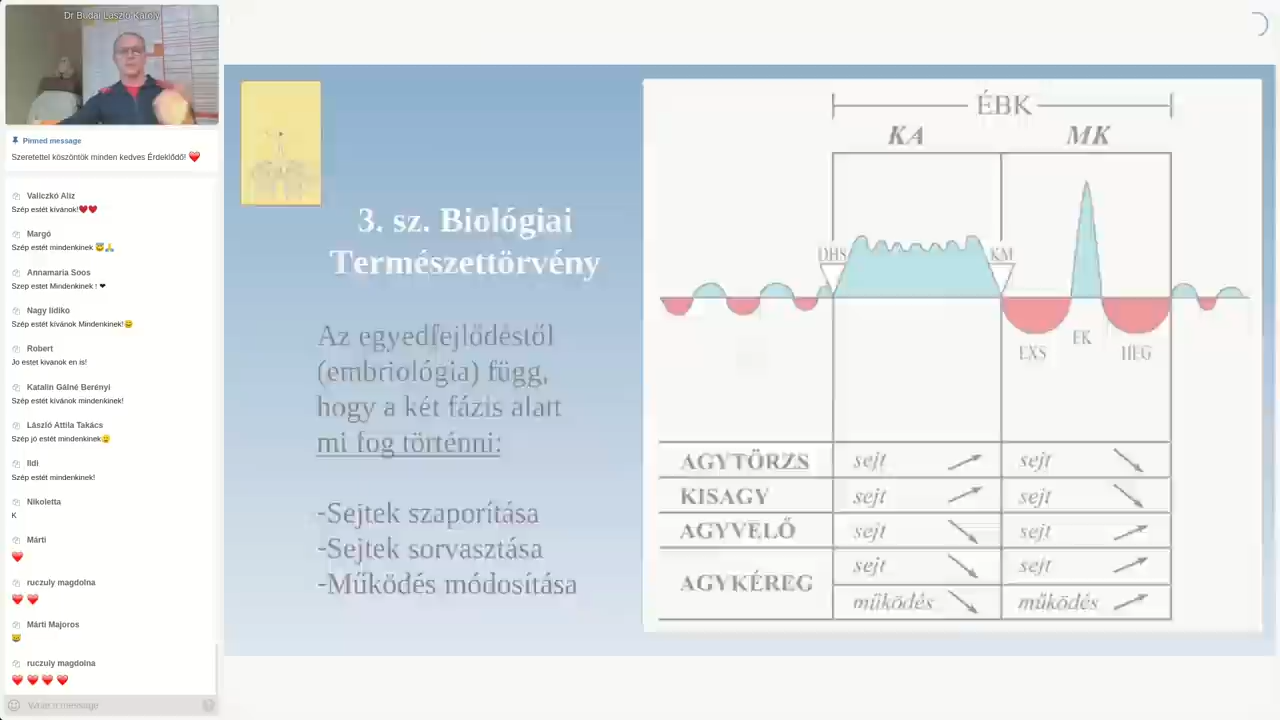 Dr Budai László Károly
Pinned message
Szeretettel köszöntök minden kedves Érdeklődő! ❤️
Valiczkó Aliz
Szép estét kívánok!❤️❤️
Margó
Szép estét mindenkinek 😇🙏
Annamaria Soos
Szep estet Mindenkinek ! ❤
Nagy Ildiko
Szép estét kívánok Mindenkinek!😊
Robert
Jo estet kivanok en is!
Katalin Gálné Berényi
Szép estét kívánok mindenkinek!
László Attila Takács
Szép jó estét mindenkinek🙂
Ildi
Szép estét mindenkinek!
Nikoletta
K
Márti
❤️
ruczuly magdolna
❤️ ❤️
Márti Majoros
ruczuly magdolna
❤️ ❤️ ❤️ ❤️
Write a message
?
3. sz. Biológiai
Természettörvény
Az egyedfejlődéstől
(embriológia) függ,
hogy a két fázis alatt
mi fog történni:
-Sejtek szaporítása
-Sejtek sorvasztása
-Működés módosítása
ÉBK
KA MK
DHS KM
EXS EK HEG
AGYTÖRZS sejt sejt
KISAGY sejt sejt
AGYVELŐ sejt sejt
AGYKÉREG sejt sejt
működés működés